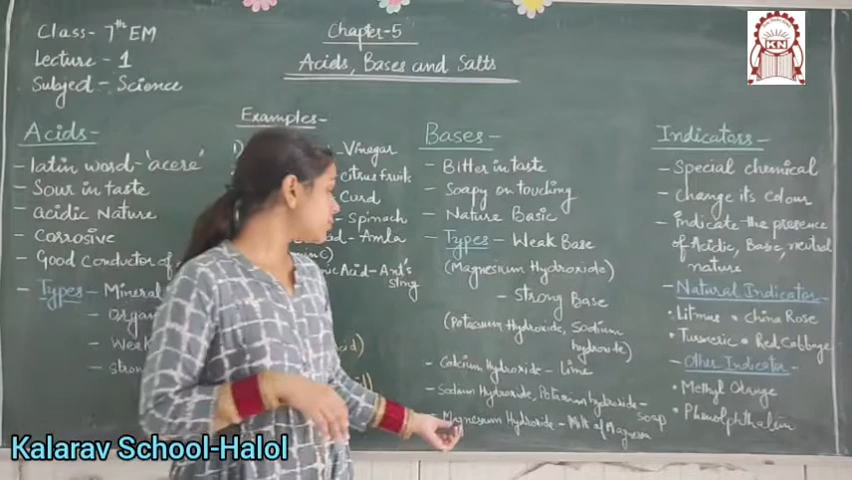 Class- 7th EM
Lecture - 1
Subject - Science
Chapter-5
Acids, Bases and Salts
KN
Acids-
- latin word-'acere'
- Sour in taste
- acidic Nature
- Corrosive
- Good Conductor of
- Types- Mineral
- Weak
Examples-
- Vinegar
citrus fruits
- Curd
- Spinach
- Amla
Acid - Ant's
sting
Bases-
- Bitter in taste
- Soapy on touching
- Nature Basic
- Types - Weak Base
(Magnesium Hydroxide)
- Strong Base
(Potassium Hydroxide, Sodium
hydroxide)
- Calcium Hydroxide - Lime
- Sodium Hydroxide, Potassium hydroxide-
Soap
Magnesium Hydroxide - Milk of Magnesia
Indicators-
- Special chemical
- change its Colour
- Indicate the presence
of Acidic, Basic, neutral
nature
- Natural Indicator-
• Litmus • China Rose
• Turmeric • Red Cabbage
- Other Indicator-
• Methyl Orange
Kalarav School-Halol